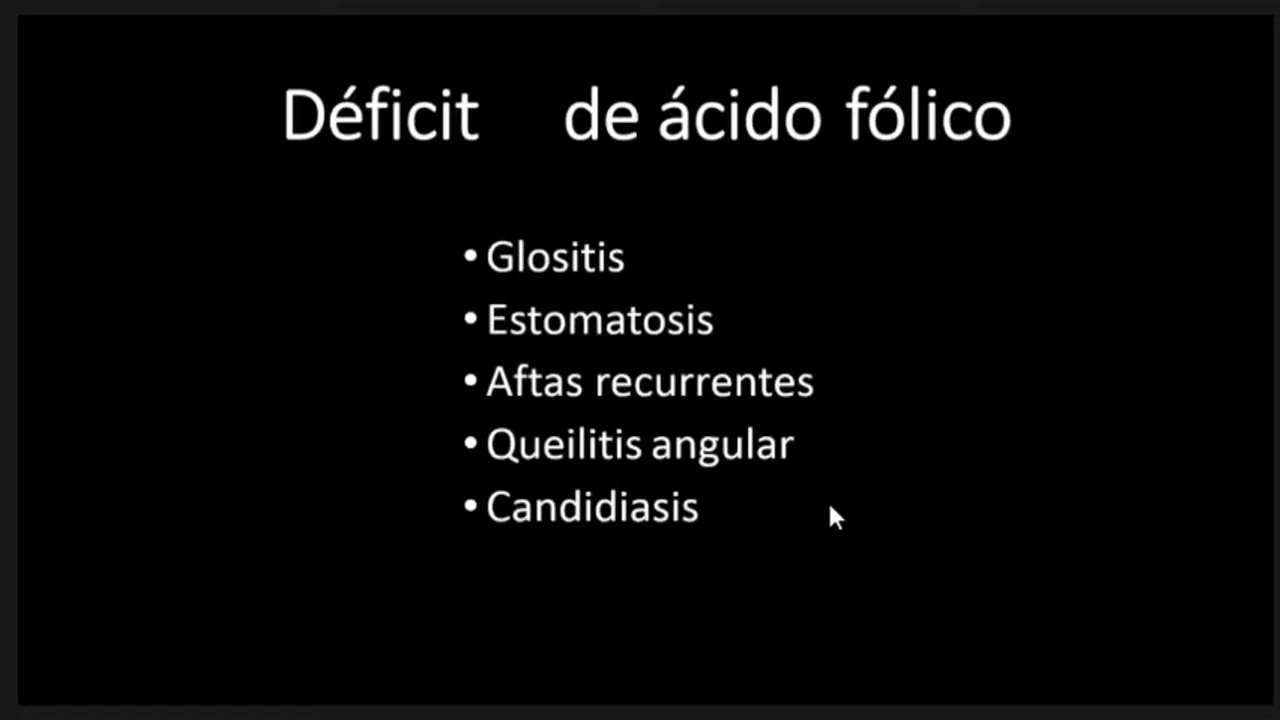 Déficit de ácido fólico
• Glositis
• Estomatosis
• Aftas recurrentes
• Queilitis angular
• Candidiasis